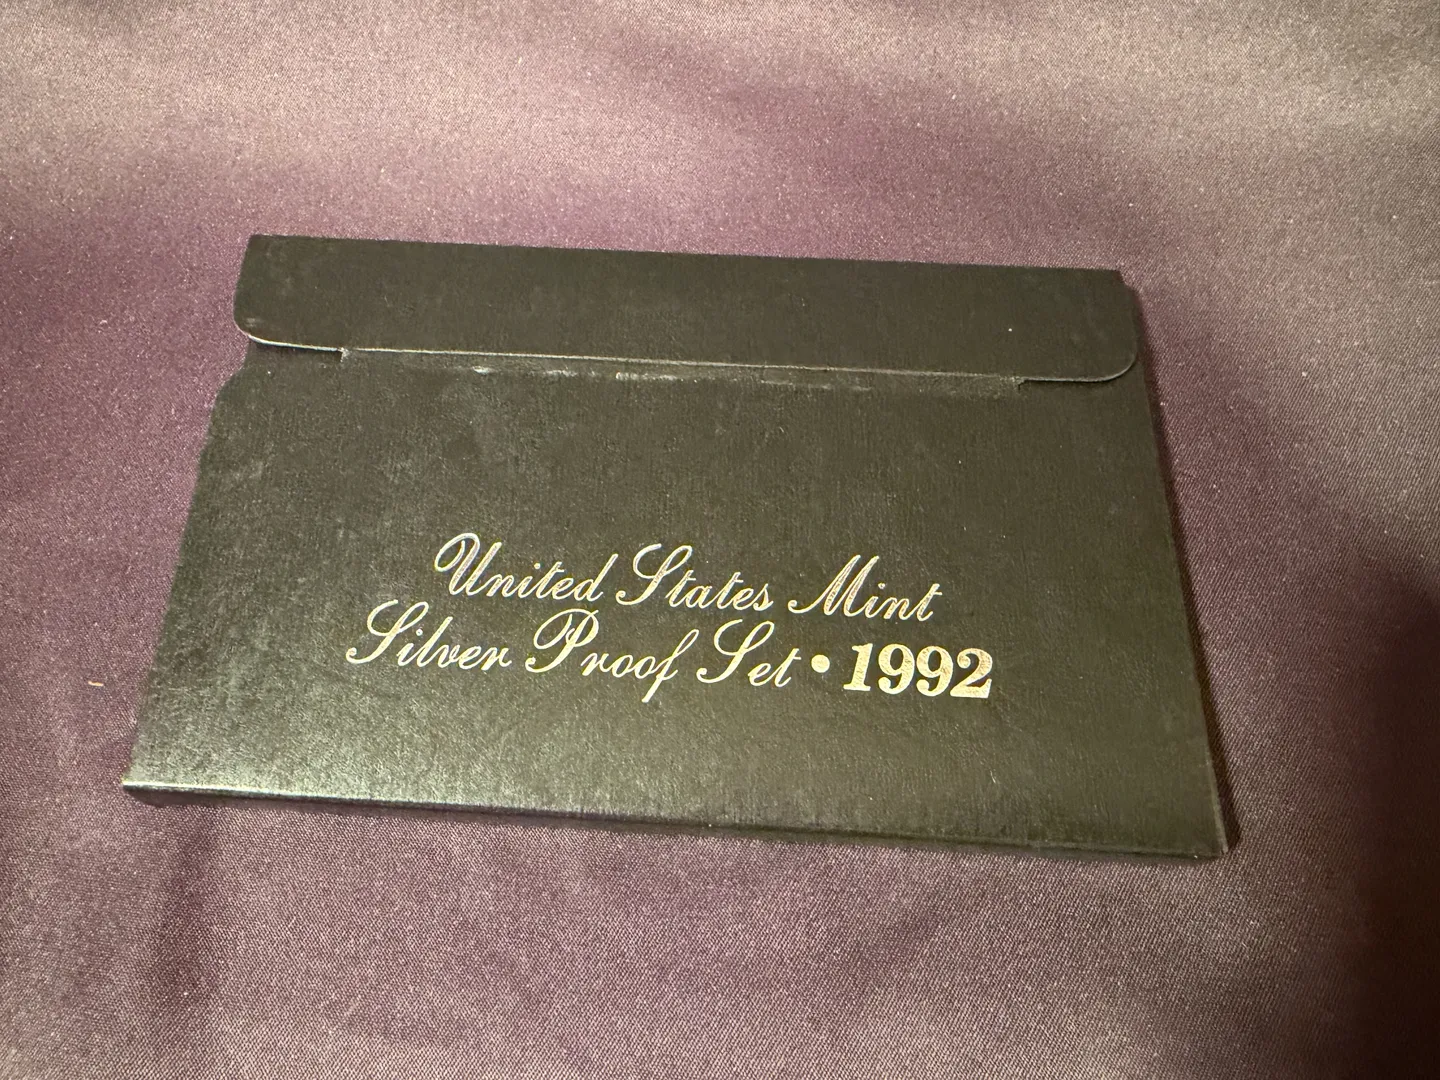 United States Mint
Silver Proof Set • 1992